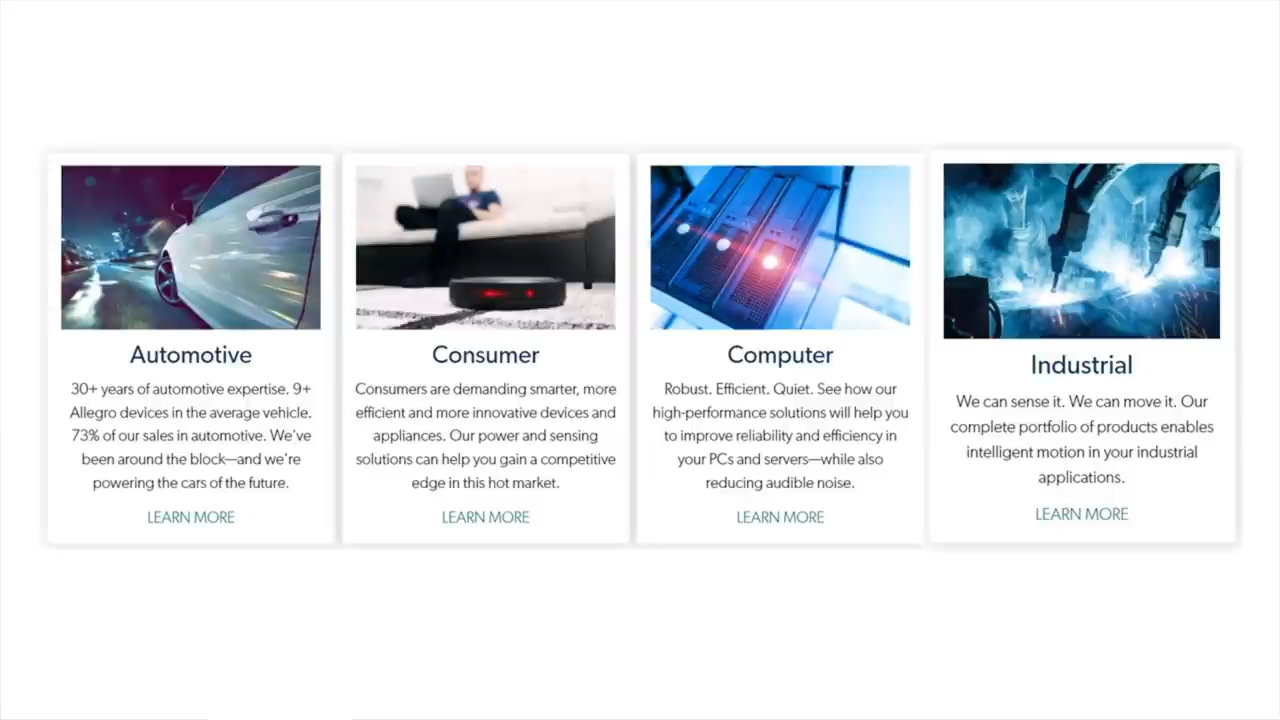 Automotive
30+ years of automotive expertise. 9+
Allegro devices in the average vehicle.
73% of our sales in automotive. We've
been around the block—and we're
powering the cars of the future.
LEARN MORE
Consumer
Consumers are demanding smarter, more
efficient and more innovative devices and
appliances. Our power and sensing
solutions can help you gain a competitive
edge in this hot market.
LEARN MORE
Computer
Robust. Efficient. Quiet. See how our
high-performance solutions will help you
to improve reliability and efficiency in
your PCs and servers—while also
reducing audible noise.
LEARN MORE
Industrial
We can sense it. We can move it. Our
complete portfolio of products enables
intelligent motion in your industrial
applications.
LEARN MORE